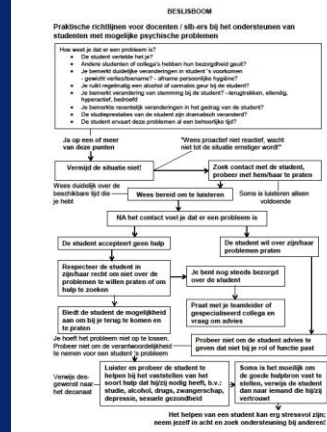 BESLISBOOM
Praktische richtlijnen voor docenten / slb-ers bij het ondersteunen van
studenten met mogelijke psychische problemen
Hoe weet je dat er een probleem is?
• De student vertelde het je?
• Andere studenten of collega's hebben hun bezorgdheid geuit?
• Je bemerkt duidelijke veranderingen in student 's voorkomen
- gewicht verlies/toename? - afname persoonlijke hygiëne?
• Je ruikt regelmatig een alcohol of cannabis geur bij de student?
• Je bemerkt verandering van stemming bij de student? –teruggetrokken, ellendig,
hyperactief, bedroefd
• Je bemerkte recentelijk veranderingen in het gedrag van de student?
• De studieprestaties van de student zijn dramatisch veranderd?
• De student ervaart deze problemen al een behoorlijke tijd?
Ja op een of meer
van deze punten
"Wees proactief niet reactief, wacht
niet tot de situatie ernstiger wordt"
Vermijd de situatie niet!
Zoek contact met de student,
probeer met hem/haar te praten
Wees duidelijk over de
beschikbare tijd die
je hebt
Wees bereid om te luisteren
Soms is luisteren alleen
voldoende
NA het contact voel je dat er een probleem is
De student accepteert geen hulp
De student wil over zijn/haar
problemen praten
Respecteer de student in
zijn/haar recht om niet over de
problemen te willen praten of om
hulp te zoeken
Je bent nog steeds bezorgd
over de student
Biedt de student de mogelijkheid
aan om bij je terug te komen en
te praten
Praat met je teamleider of
gespecialiseerd collega en
vraag om advies
Je hoeft het probleem niet op te lossen.
Probeer niet om de verantwoordelijkheid
te nemen voor een student 's probleem
Probeer niet om de student advies te
geven dat niet bij je rol of functie past
Verwijs des-
gewenst naar
het decanaat
Luister en probeer de student te
helpen bij het vaststellen van het
soort hulp dat hij/zij nodig heeft, b.v.:
studie, alcohol, drugs, zwangerschap,
depressie, sexuele gezondheid
Soms is het moeilijk om
de goede hulpbron vast te
stellen, verwijs de student
dan naar iemand die hij/zij
vertrouwt
Het helpen van een student kan erg stressvol zijn;
neem jezelf in acht en zoek ondersteuning bij anderen!